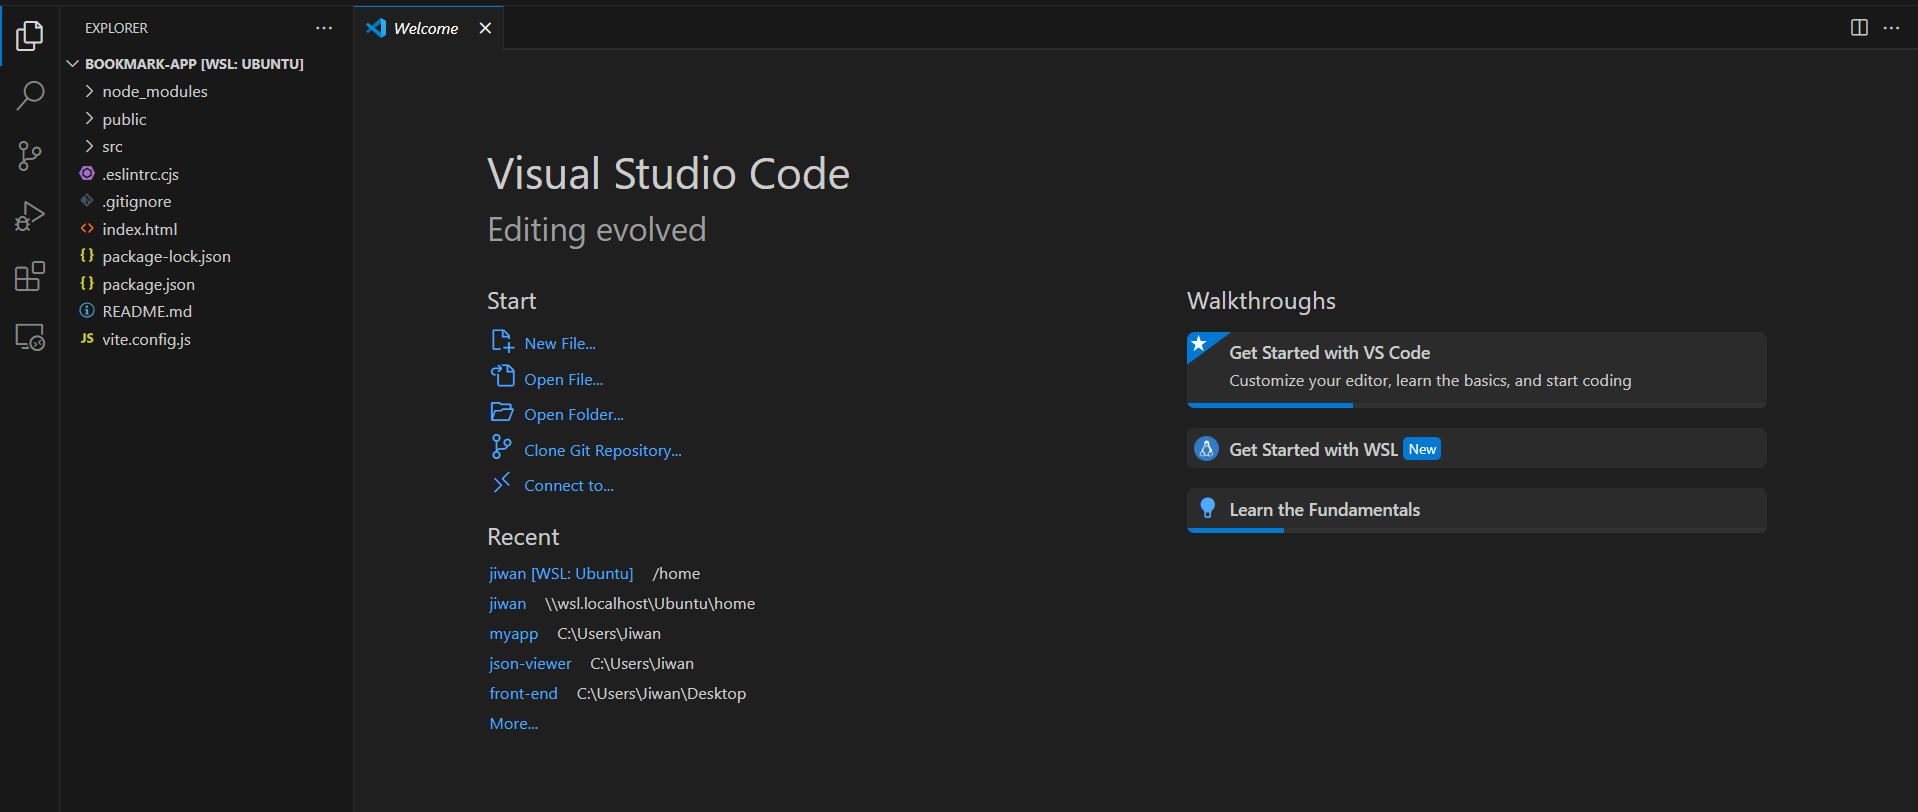 EXPLORER
BOOKMARK-APP [WSL: UBUNTU]
node_modules
public
src
.eslintrc.cjs
.gitignore
index.html
package-lock.json
package.json
README.md
JS vite.config.js
Welcome
Visual Studio Code
Editing evolved
Start
New File...
Open File...
Open Folder...
Clone Git Repository...
Connect to...
Recent
jiwan [WSL: Ubuntu] /home
jiwan \\wsl.localhost\Ubuntu\home
myapp C:\Users\Jiwan
json-viewer C:\Users\Jiwan
front-end C:\Users\Jiwan\Desktop
More...
Walkthroughs
Get Started with VS Code
Customize your editor, learn the basics, and start coding
Get Started with WSL New
Learn the Fundamentals